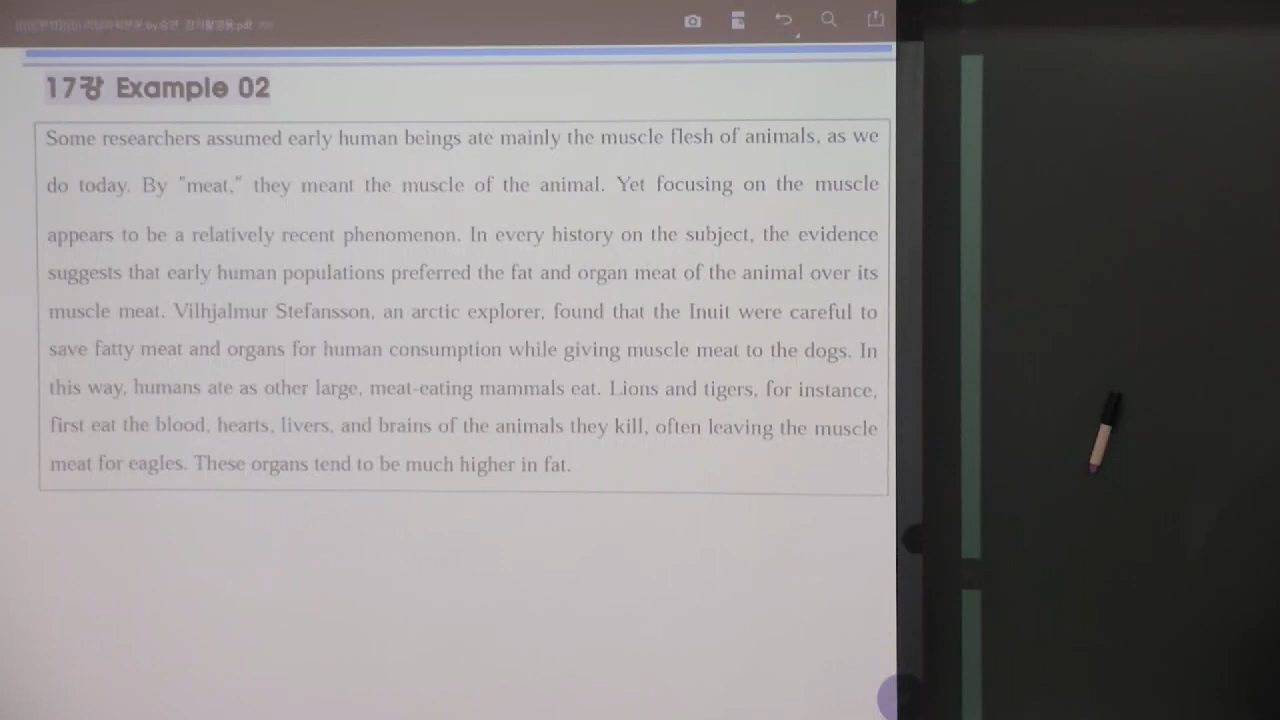 17강 Example 02
Some researchers assumed early human beings ate mainly the muscle flesh of animals, as we
do today. By "meat," they meant the muscle of the animal. Yet focusing on the muscle
appears to be a relatively recent phenomenon. In every history on the subject, the evidence
suggests that early human populations preferred the fat and organ meat of the animal over its
muscle meat. Vilhjalmur Stefansson, an arctic explorer, found that the Inuit were careful to
save fatty meat and organs for human consumption while giving muscle meat to the dogs. In
this way, humans ate as other large, meat-eating mammals eat. Lions and tigers, for instance,
first eat the blood, hearts, livers, and brains of the animals they kill, often leaving the muscle
meat for eagles. These organs tend to be much higher in fat.